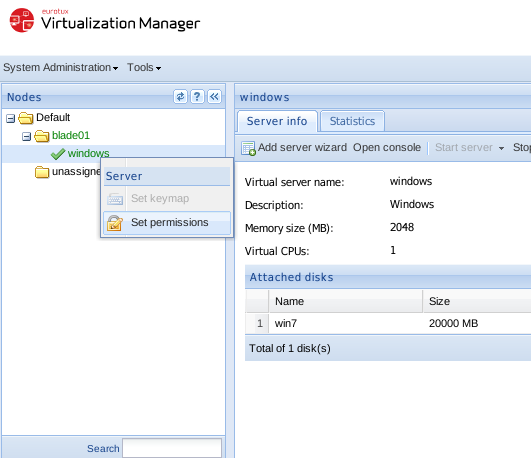 eurotux
Virtualization Manager
System Administration Tools
Nodes
Default
blade01
windows
unassigne
Server
Set keymap
Set permissions
Search
windows
Server info Statistics
Add server wizard Open console Start server Sto
Virtual server name: windows
Description: Windows
Memory size (MB): 2048
Virtual CPUs: 1
Attached disks
Name Size
1 win7 20000 MB
Total of 1 disk(s)